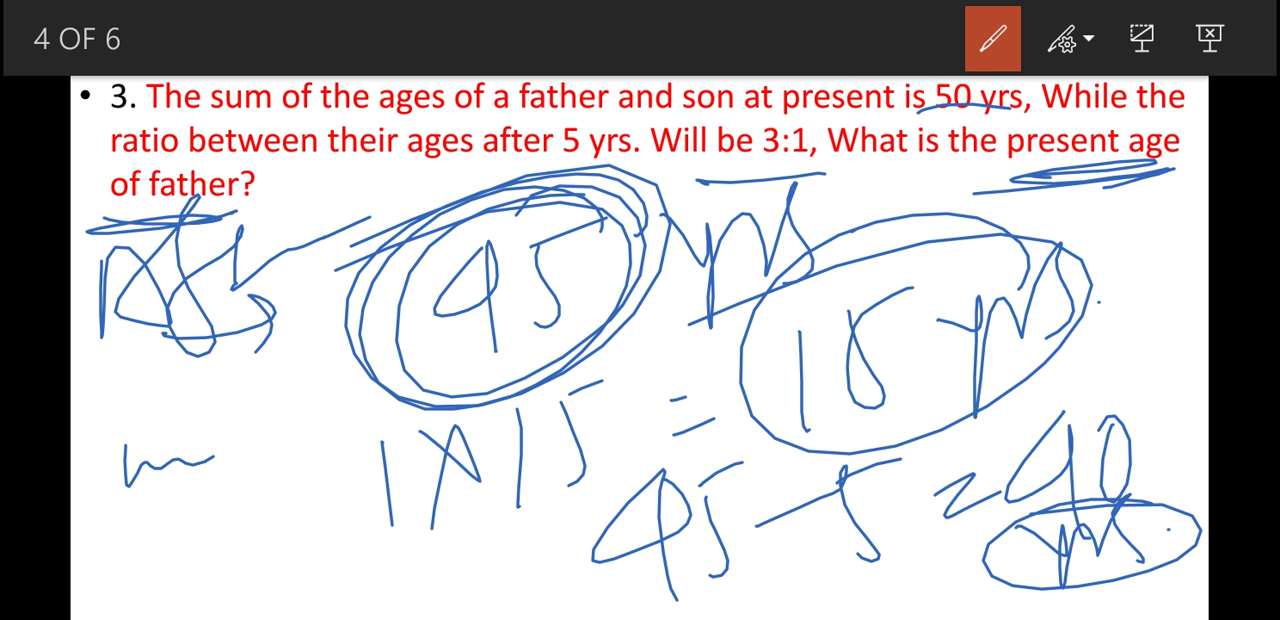 4 OF 6
• 3. The sum of the ages of a father and son at present is 50 yrs, While the
ratio between their ages after 5 yrs. Will be 3:1, What is the present age
of father?
45 yrs
1×15 = 15 yrs
45-5 = 40
yrs.